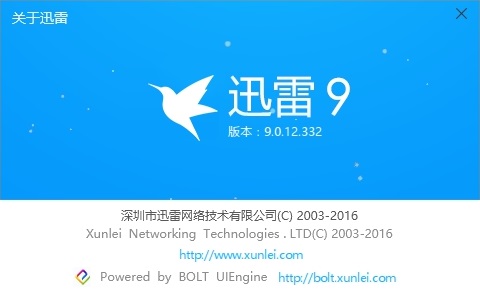 关于迅雷
迅雷 9
版本：9.0.12.332
深圳市迅雷网络技术有限公司(C) 2003-2016
Xunlei Networking Technologies . LTD(C) 2003-2016
http://www.xunlei.com
Powered by BOLT UIEngine http://bolt.xunlei.com